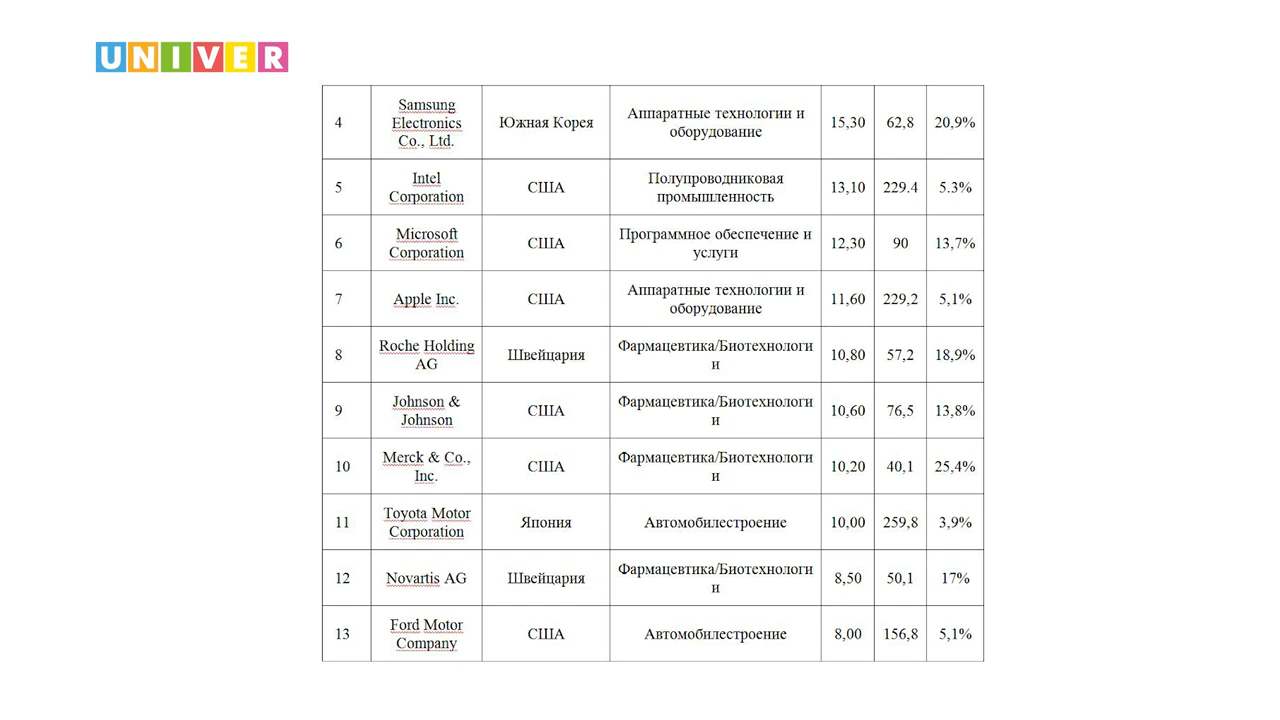 UNIVER
4 Samsung Electronics Co., Ltd. Южная Корея Аппаратные технологии и оборудование 15,30 62,8 20,9%
5 Intel Corporation США Полупроводниковая промышленность 13,10 229.4 5.3%
6 Microsoft Corporation США Программное обеспечение и услуги 12,30 90 13,7%
7 Apple Inc. США Аппаратные технологии и оборудование 11,60 229,2 5,1%
8 Roche Holding AG Швейцария Фармацевтика/Биотехнологии 10,80 57,2 18,9%
9 Johnson & Johnson США Фармацевтика/Биотехнологии 10,60 76,5 13,8%
10 Merck & Co., Inc. США Фармацевтика/Биотехнологии 10,20 40,1 25,4%
11 Toyota Motor Corporation Япония Автомобилестроение 10,00 259,8 3,9%
12 Novartis AG Швейцария Фармацевтика/Биотехнологии 8,50 50,1 17%
13 Ford Motor Company США Автомобилестроение 8,00 156,8 5,1%